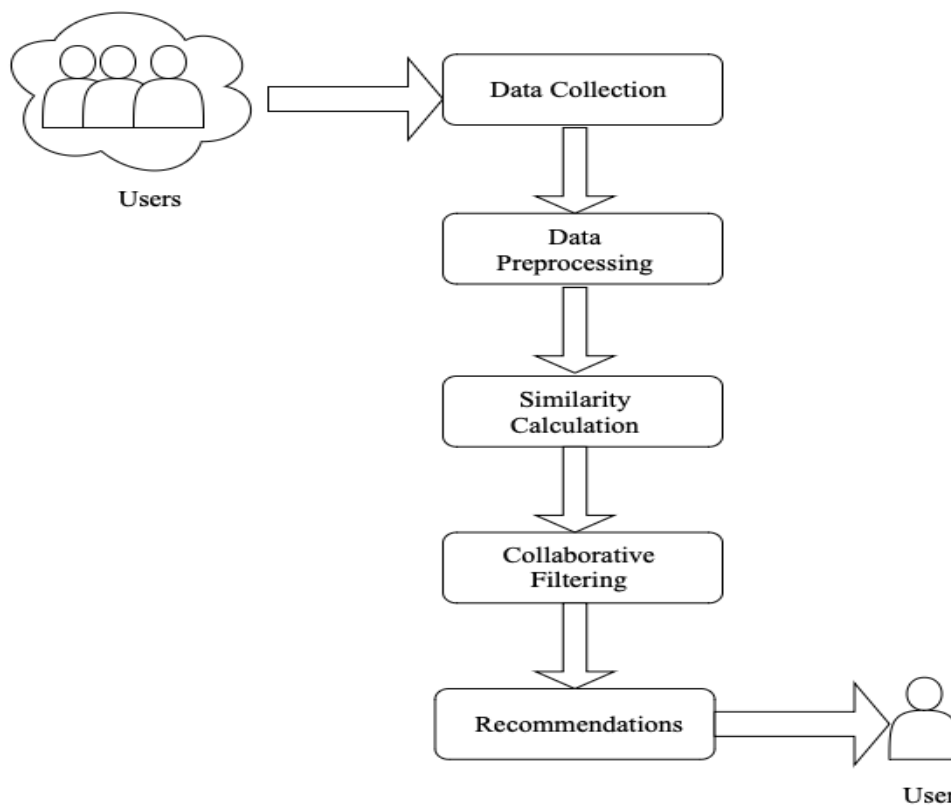 Users
Data Collection
Data
Preprocessing
Similarity
Calculation
Collaborative
Filtering
Recommendations
User